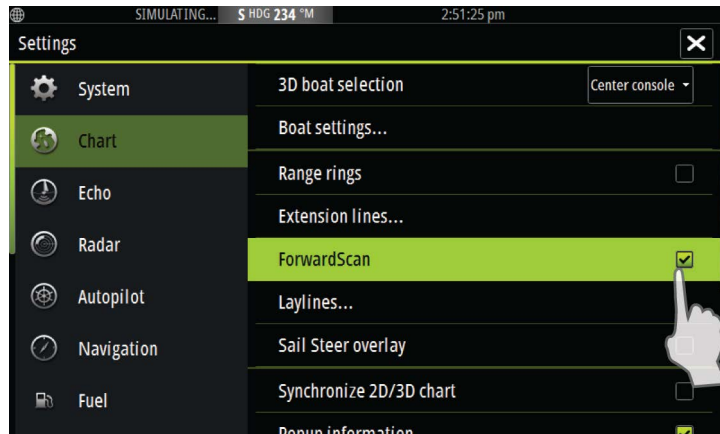 SIMULATING... S HDG 234 °M 2:51:25 pm
Settings
System
Chart
Echo
Radar
Autopilot
Navigation
Fuel
3D boat selection Center console
Boat settings...
Range rings
Extension lines...
ForwardScan
Laylines...
Sail Steer overlay
Synchronize 2D/3D chart
Popup information